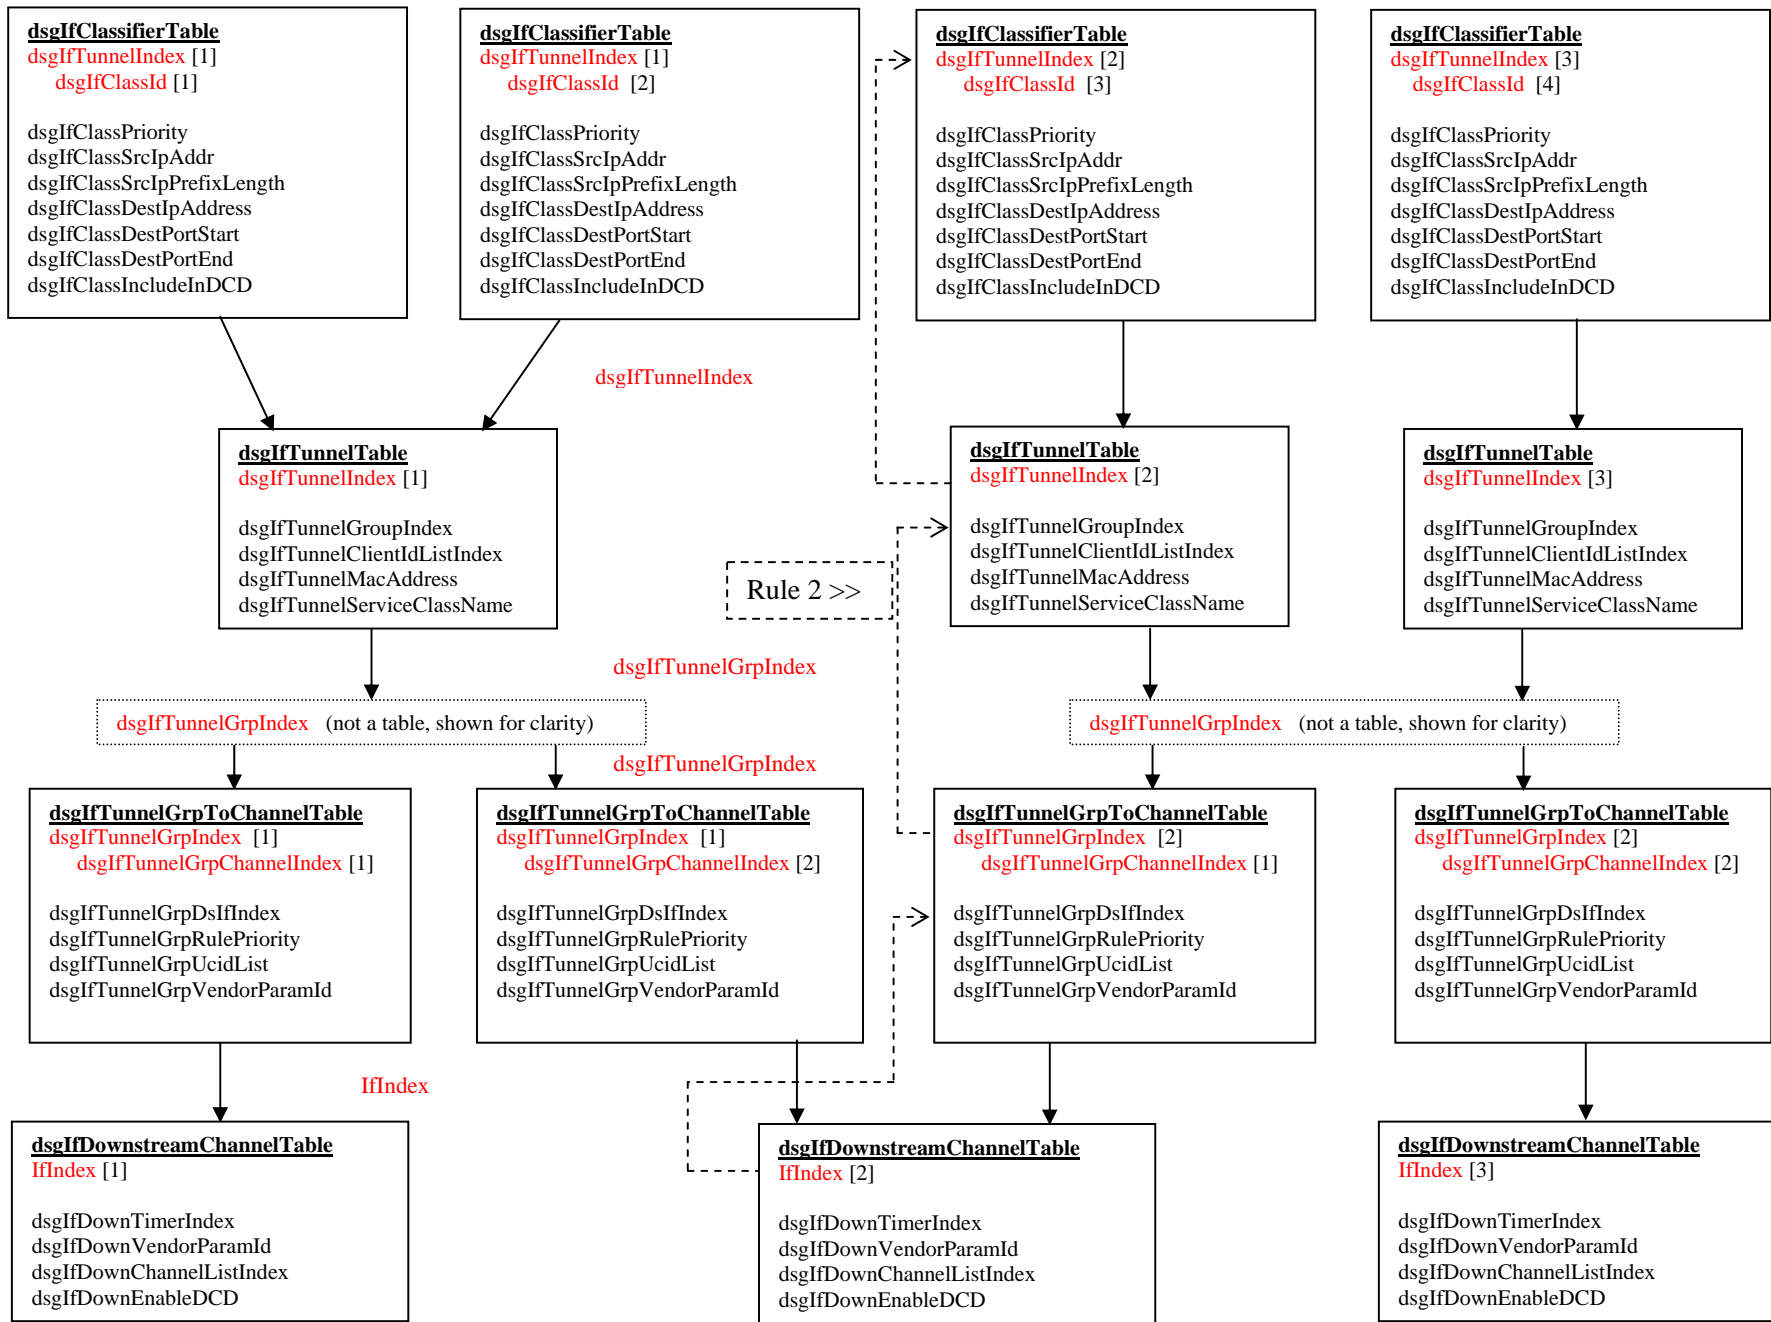 dsgIfClassifierTable
dsgIfTunnelIndex [1]
dsgIfClassId [1]
dsgIfClassPriority
dsgIfClassSrcIpAddr
dsgIfClassSrcIpPrefixLength
dsgIfClassDestIpAddress
dsgIfClassDestPortStart
dsgIfClassDestPortEnd
dsgIfClassIncludeInDCD
dsgIfClassifierTable
dsgIfTunnelIndex [1]
dsgIfClassId [2]
dsgIfClassPriority
dsgIfClassSrcIpAddr
dsgIfClassSrcIpPrefixLength
dsgIfClassDestIpAddress
dsgIfClassDestPortStart
dsgIfClassDestPortEnd
dsgIfClassIncludeInDCD
dsgIfClassifierTable
dsgIfTunnelIndex [2]
dsgIfClassId [3]
dsgIfClassPriority
dsgIfClassSrcIpAddr
dsgIfClassSrcIpPrefixLength
dsgIfClassDestIpAddress
dsgIfClassDestPortStart
dsgIfClassDestPortEnd
dsgIfClassIncludeInDCD
dsgIfClassifierTable
dsgIfTunnelIndex [3]
dsgIfClassId [4]
dsgIfClassPriority
dsgIfClassSrcIpAddr
dsgIfClassSrcIpPrefixLength
dsgIfClassDestIpAddress
dsgIfClassDestPortStart
dsgIfClassDestPortEnd
dsgIfClassIncludeInDCD
dsgIfTunnelIndex
dsgIfTunnelTable
dsgIfTunnelIndex [1]
dsgIfTunnelGroupIndex
dsgIfTunnelClientIdListIndex
dsgIfTunnelMacAddress
dsgIfTunnelServiceClassName
Rule 2 >>
dsgIfTunnelTable
dsgIfTunnelIndex [2]
dsgIfTunnelGroupIndex
dsgIfTunnelClientIdListIndex
dsgIfTunnelMacAddress
dsgIfTunnelServiceClassName
dsgIfTunnelTable
dsgIfTunnelIndex [3]
dsgIfTunnelGroupIndex
dsgIfTunnelClientIdListIndex
dsgIfTunnelMacAddress
dsgIfTunnelServiceClassName
dsgIfTunnelGrpIndex
dsgIfTunnelGrpIndex (not a table, shown for clarity)
dsgIfTunnelGrpIndex (not a table, shown for clarity)
dsgIfTunnelGrpIndex
dsgIfTunnelGrpToChannelTable
dsgIfTunnelGrpIndex [1]
dsgIfTunnelGrpChannelIndex [1]
dsgIfTunnelGrpDsIfIndex
dsgIfTunnelGrpRulePriority
dsgIfTunnelGrpUcidList
dsgIfTunnelGrpVendorParamId
dsgIfTunnelGrpToChannelTable
dsgIfTunnelGrpIndex [1]
dsgIfTunnelGrpChannelIndex [2]
dsgIfTunnelGrpDsIfIndex
dsgIfTunnelGrpRulePriority
dsgIfTunnelGrpUcidList
dsgIfTunnelGrpVendorParamId
dsgIfTunnelGrpToChannelTable
dsgIfTunnelGrpIndex [2]
dsgIfTunnelGrpChannelIndex [1]
dsgIfTunnelGrpDsIfIndex
dsgIfTunnelGrpRulePriority
dsgIfTunnelGrpUcidList
dsgIfTunnelGrpVendorParamId
dsgIfTunnelGrpToChannelTable
dsgIfTunnelGrpIndex [2]
dsgIfTunnelGrpChannelIndex [2]
dsgIfTunnelGrpDsIfIndex
dsgIfTunnelGrpRulePriority
dsgIfTunnelGrpUcidList
dsgIfTunnelGrpVendorParamId
IfIndex
dsgIfDownstreamChannelTable
IfIndex [1]
dsgIfDownTimerIndex
dsgIfDownVendorParamId
dsgIfDownChannelListIndex
dsgIfDownEnableDCD
dsgIfDownstreamChannelTable
IfIndex [2]
dsgIfDownTimerIndex
dsgIfDownVendorParamId
dsgIfDownChannelListIndex
dsgIfDownEnableDCD
dsgIfDownstreamChannelTable
IfIndex [3]
dsgIfDownTimerIndex
dsgIfDownVendorParamId
dsgIfDownChannelListIndex
dsgIfDownEnableDCD